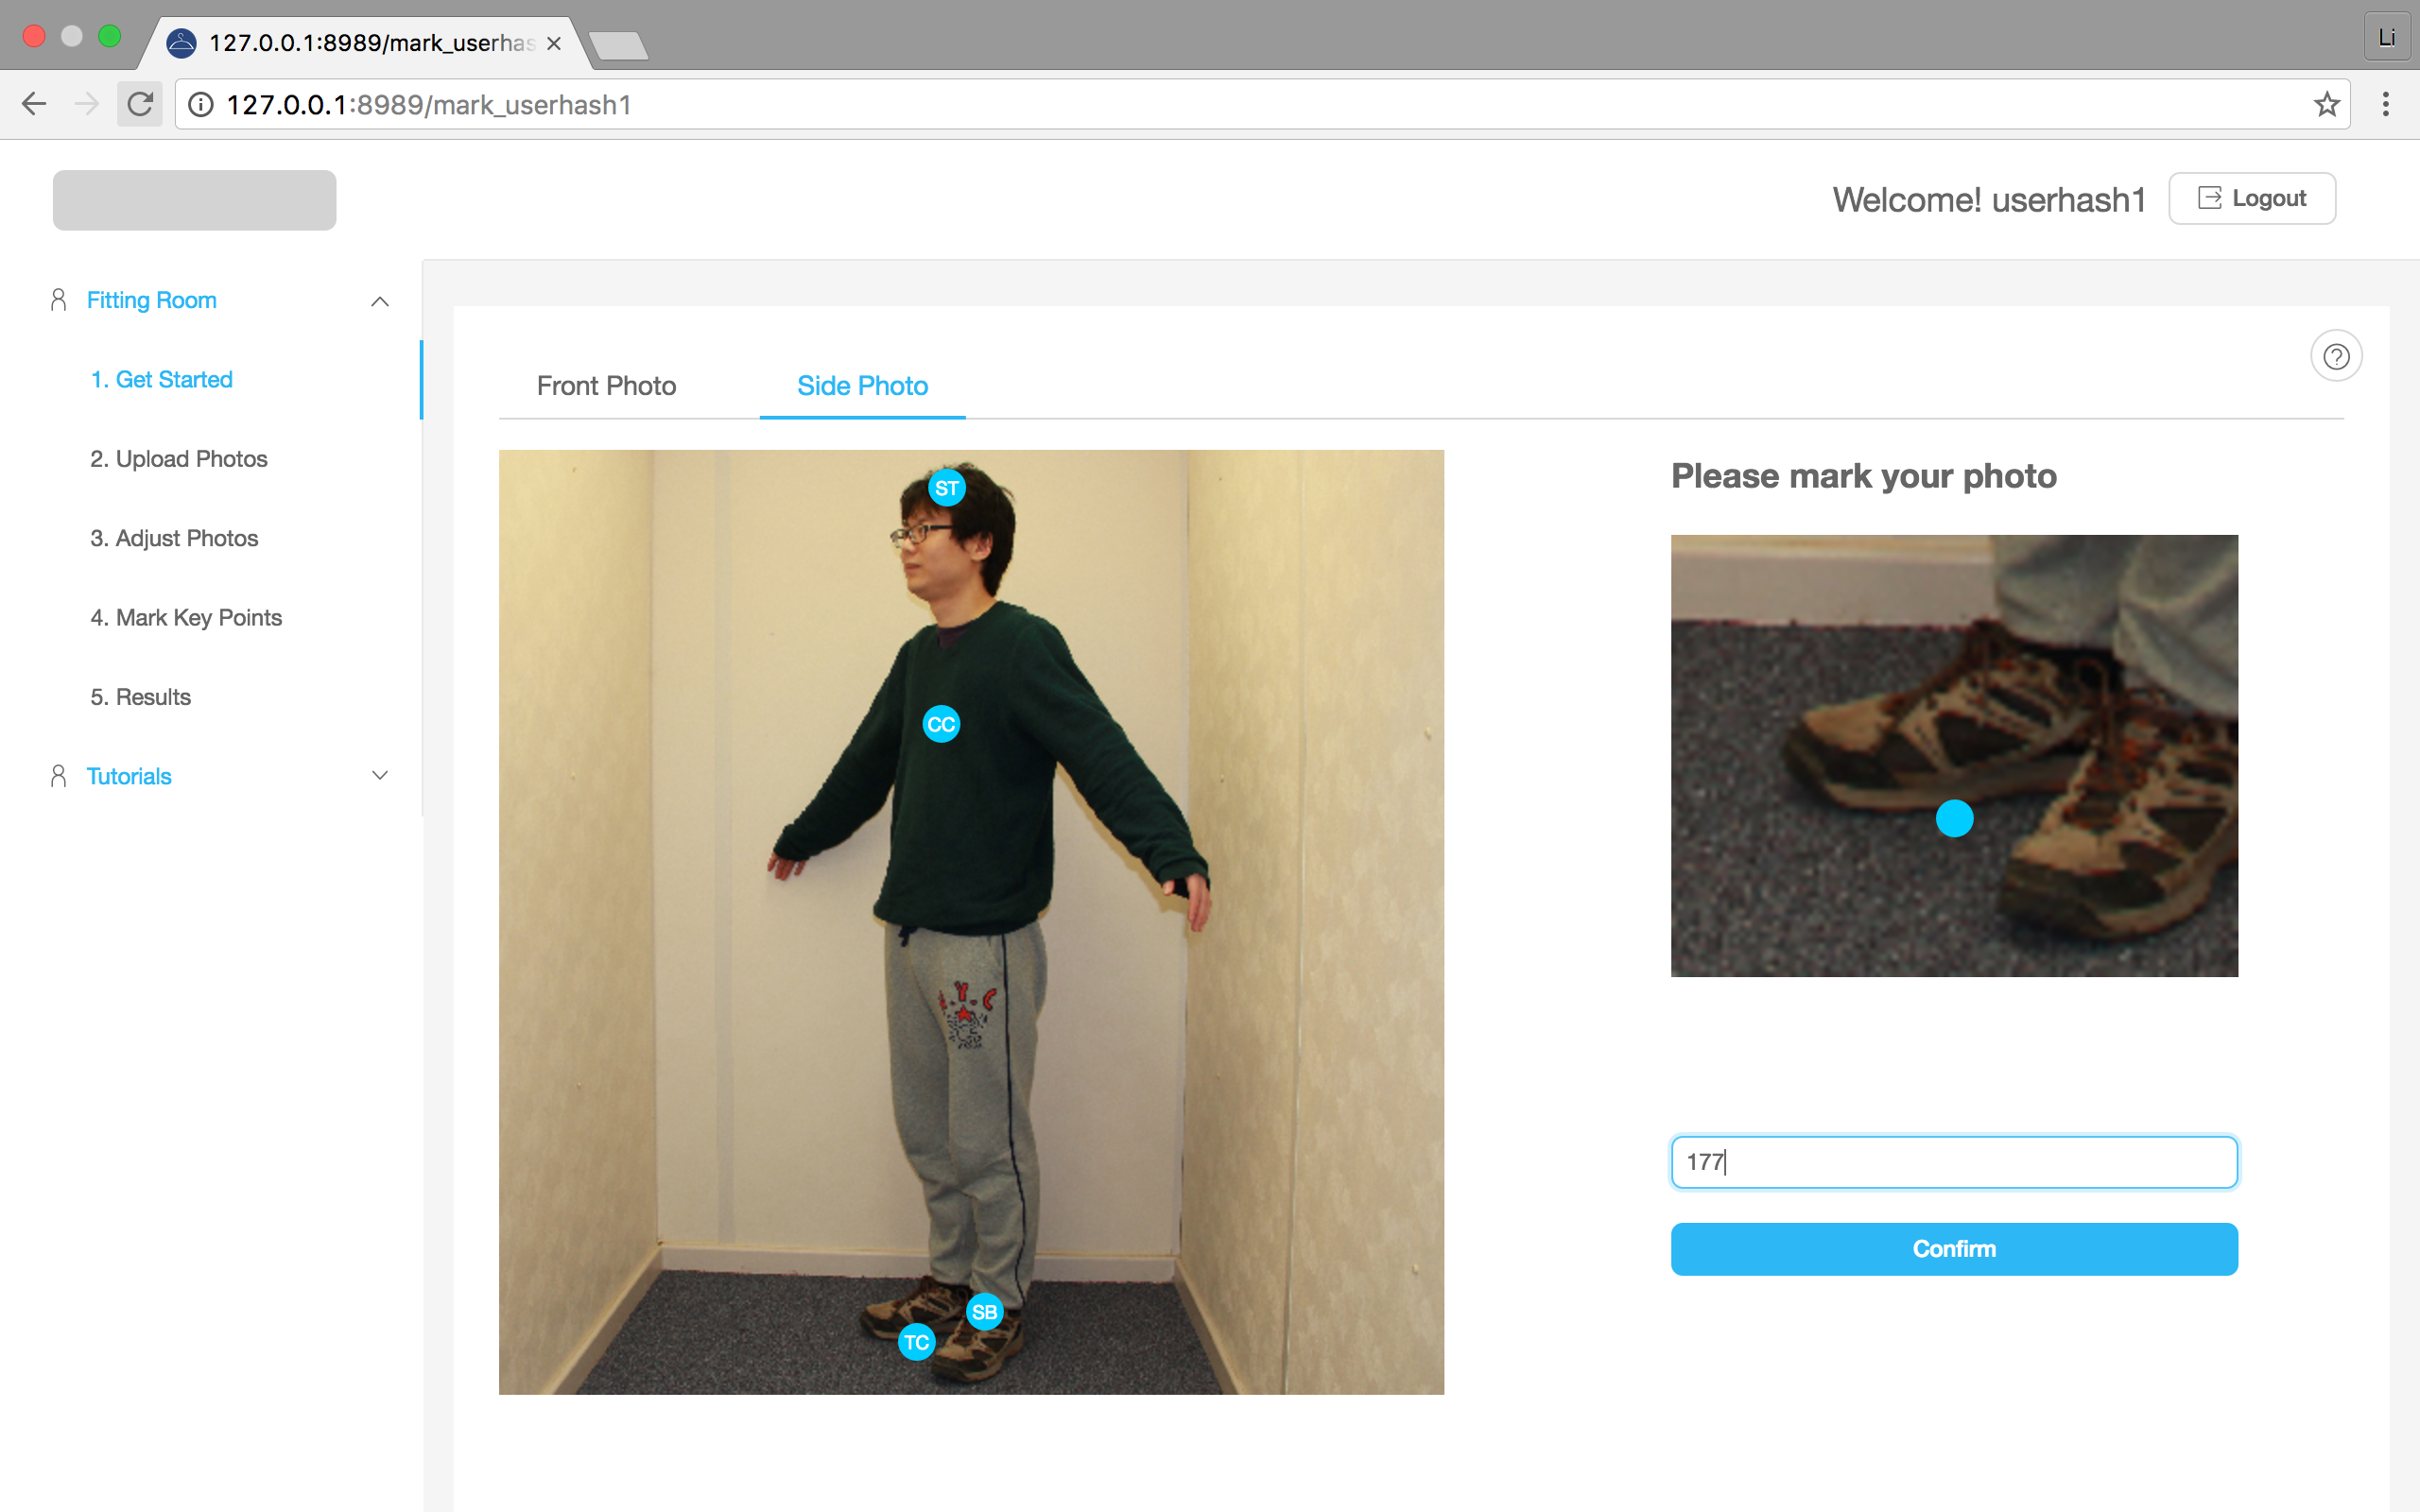 127.0.0.1:8989/mark_userhas
Li
127.0.0.1:8989/mark_userhash1
Welcome! userhash1
Logout
Fitting Room
1. Get Started
2. Upload Photos
3. Adjust Photos
4. Mark Key Points
5. Results
Tutorials
Front Photo
Side Photo
?
ST
CC
Y.C
SB
TC
Please mark your photo
177
Confirm